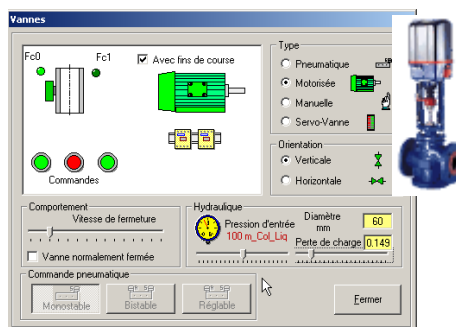 Vannes
Fc0
Fc1
Avec fins de course
Commandes
Type
Pneumatique
Motorisée
Manuelle
Servo-Vanne
Orientation
Verticale
Horizontale
Comportement
Vitesse de fermeture
Vanne normalement fermée
Hydraulique
Pression d'entrée
100 m_Col_Liq
Diamètre
mm
60
Perte de charge 0.149
Commande pneumatique
Monostable
Bistable
Réglable
Fermer